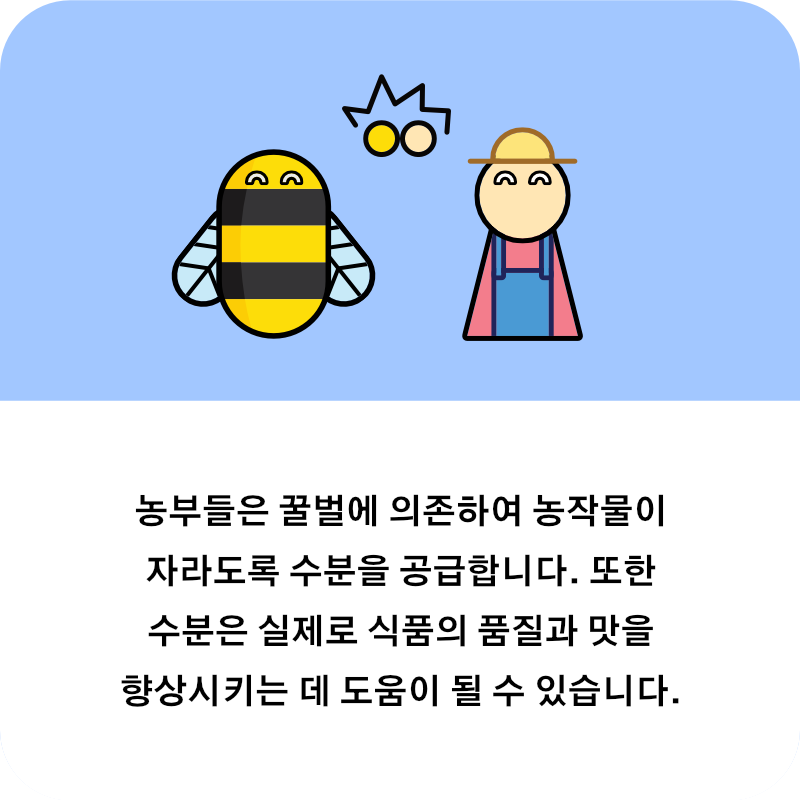 농부들은 꿀벌에 의존하여 농작물이
자라도록 수분을 공급합니다. 또한
수분은 실제로 식품의 품질과 맛을
향상시키는 데 도움이 될 수 있습니다.